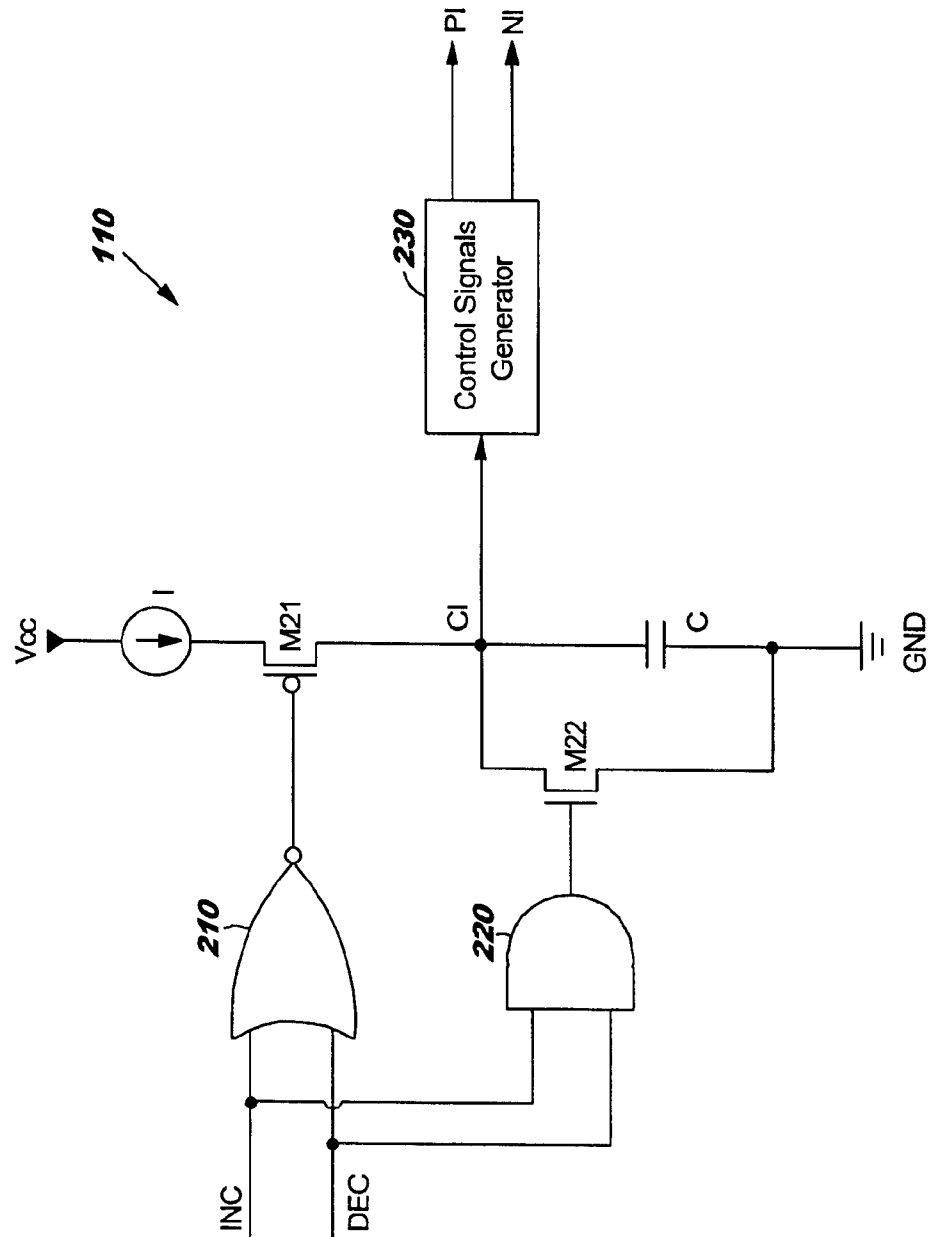 110
Vcc
I
M21
210
INC
DEC
220
M22
CI
C
GND
230
Control Signals
Generator
PI
NI